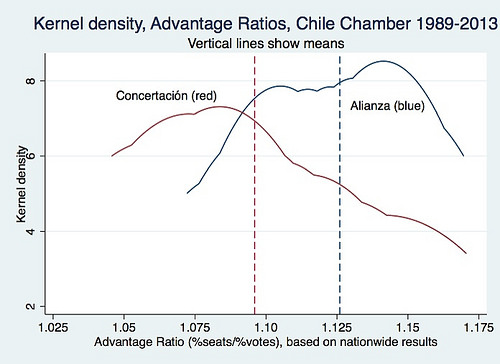 Kernel density, Advantage Ratios, Chile Chamber 1989-2013
Vertical lines show means
Concertación (red)
Alianza (blue)
Kernel density
8
6
4
2
1.025 1.05 1.075 1.10 1.125 1.15 1.175
Advantage Ratio (%seats/%votes), based on nationwide results